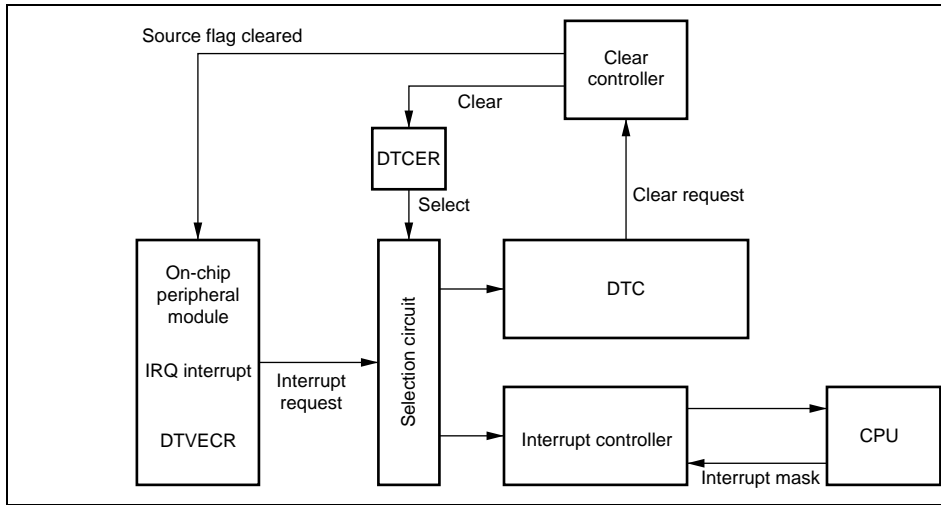 Source flag cleared
Clear
controller
Clear
DTCER
Clear request
Select
On-chip
peripheral
module
DTC
Selection circuit
IRQ interrupt
Interrupt
request
DTVECR
Interrupt controller
CPU
Interrupt mask